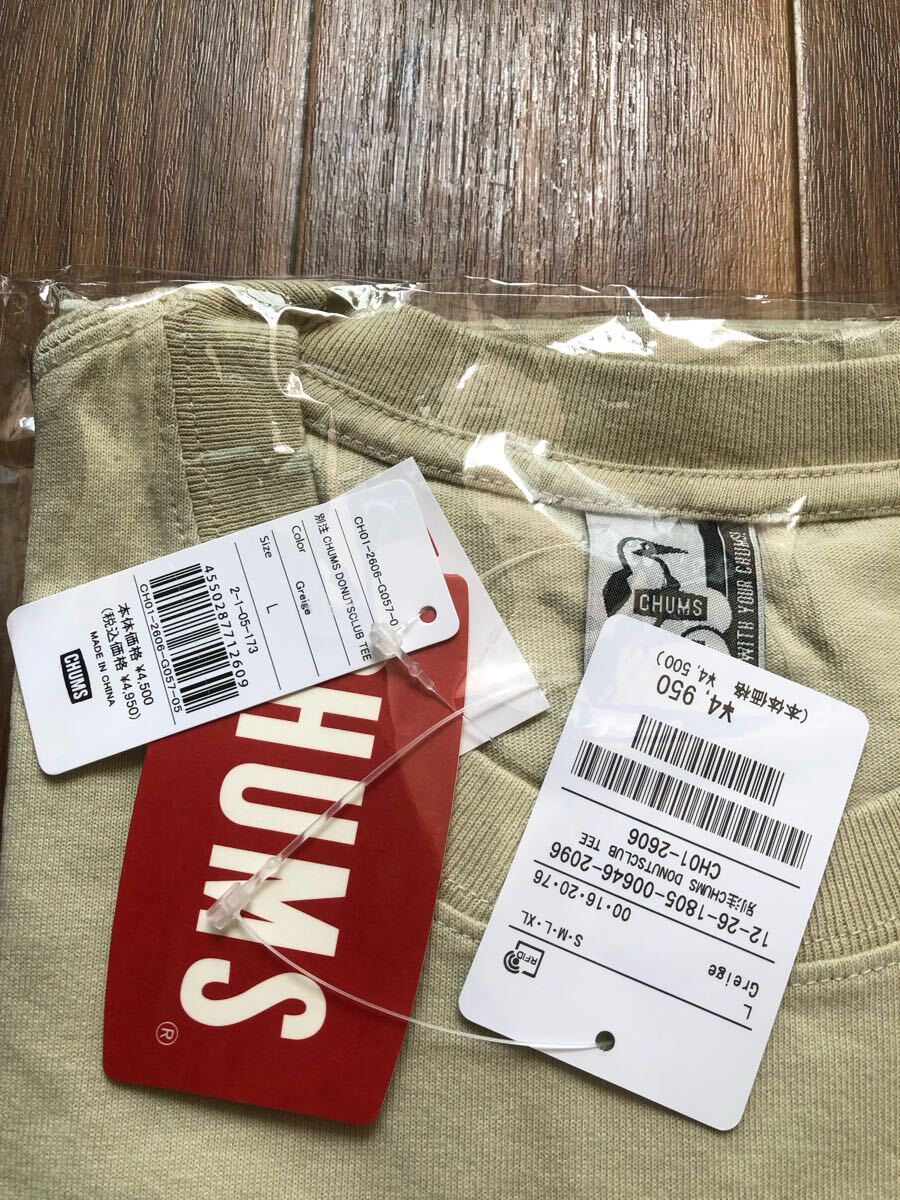 CH01-2606-G057-0
別注 CHUMS DONUTSCLUB TEE
Color Greige
Size L
2-1-05-173
4550287712609
CH01-2606-G057-05
本体価格 ¥4,500
(税込価格 ¥4,950)
MADE IN CHINA
CHUMS
HUMS
®
CHUMS
WITH YOUR CHUMS!
L
Greige
S・M・L・XL
RFID
00・16・20・76
12-26-1805-00646-2096
別注CHUMS DONUTSCLUB TEE
CH01-2606
¥4,950
(本体価格 ¥4,500)